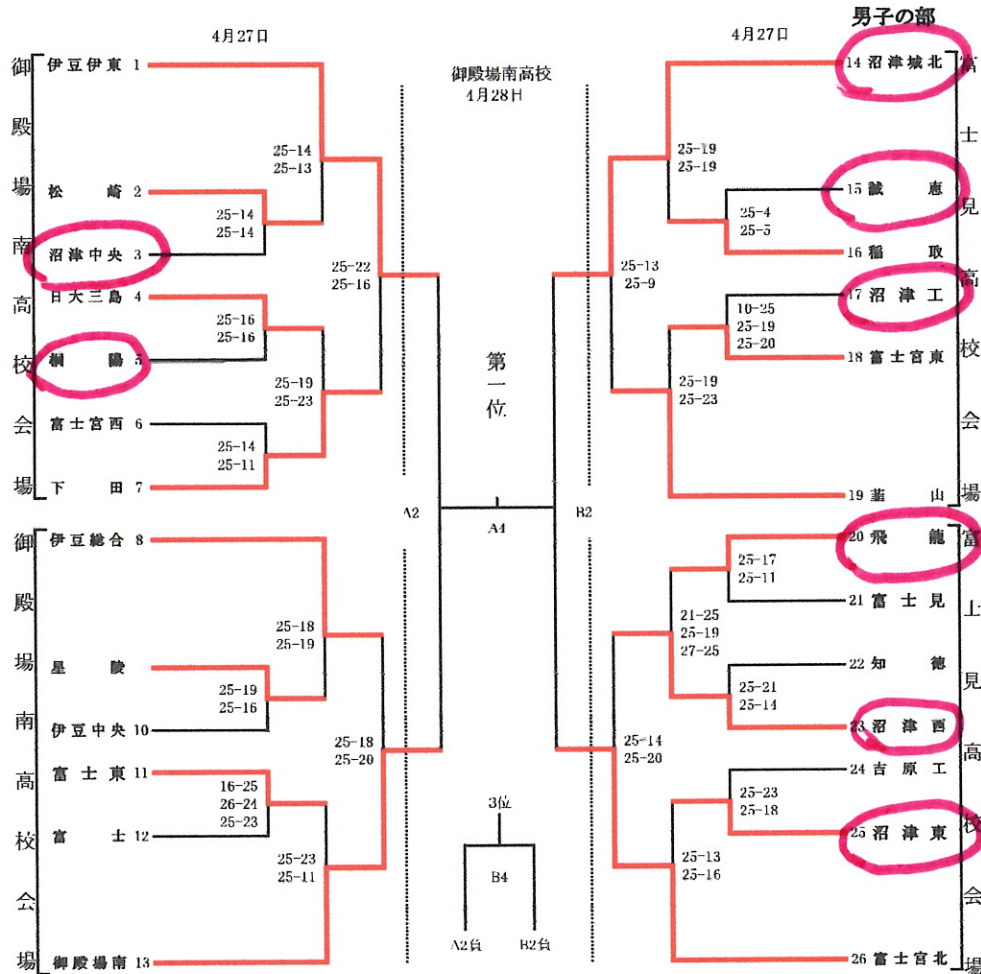 男子の部
4月27日
4月27日
御殿場南高校
4月28日
御殿場南高校会場
伊豆伊東 1
松崎 2
沼津中央 3
日大三島 4
桐陽 5
富士宮西 6
下田 7
25-14
25-13
25-14
25-14
25-22
25-16
25-16
25-16
25-19
25-23
25-14
25-11
御殿場南高校会場
伊豆総合 8
星陵
伊豆中央 10
富士東 11
富士 12
御殿場南 13
25-18
25-19
25-19
25-16
25-18
25-20
16-25
26-24
25-23
25-23
25-11
第一位
A2
A4
B2
3位
B4
A2負
B2負
富士見高校会場
14 沼津城北
15 誠恵
16 稲取
17 沼津工
18 富士宮東
19 韮山
25-19
25-19
25-4
25-5
25-13
25-9
10-25
25-19
25-20
25-19
25-23
富士見高校会場
20 飛龍
21 富士見
22 知徳
23 沼津西
24 吉原工
25 沼津東
26 富士宮北
25-17
25-11
21-25
25-19
27-25
25-21
25-14
25-14
25-20
25-23
25-18
25-13
25-16